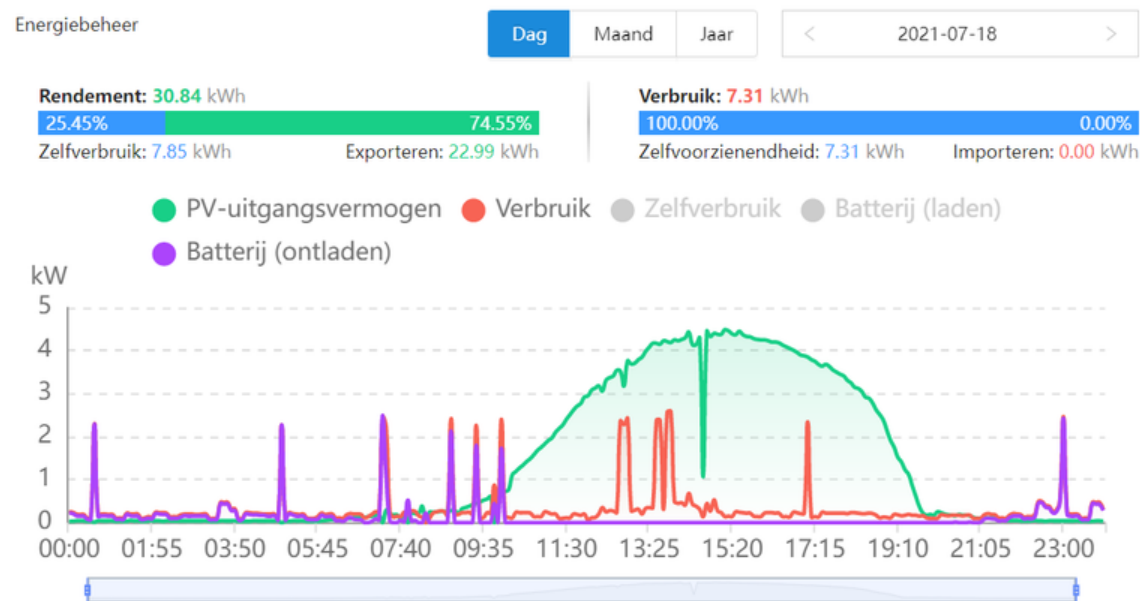 Energiebeheer
Dag Maand Jaar < 2021-07-18 >
Rendement: 30.84 kWh
25.45% 74.55%
Zelfverbruik: 7.85 kWh Exporteren: 22.99 kWh
Verbruik: 7.31 kWh
100.00% 0.00%
Zelfvoorzienendheid: 7.31 kWh Importeren: 0.00 kWh
PV-uitgangsvermogen Verbruik Zelfverbruik Batterij (laden)
Batterij (ontladen)
kW
5
4
3
2
1
0
00:00 01:55 03:50 05:45 07:40 09:35 11:30 13:25 15:20 17:15 19:10 21:05 23:00